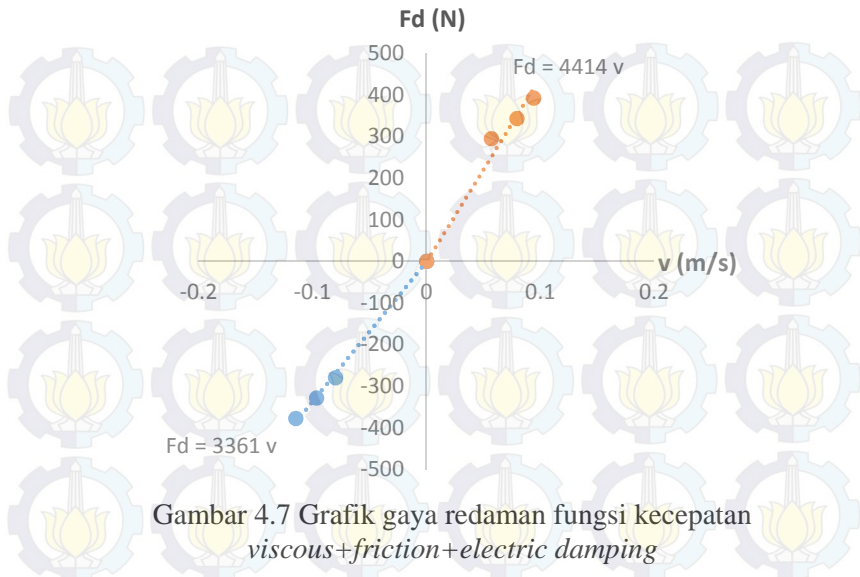 Fd (N)
500
Fd = 4414 v
400
300
200
100
0
v (m/s)
-0.2
-0.1
0
0.1
0.2
-100
-200
-300
-400
Fd = 3361 v
-500
Gambar 4.7 Grafik gaya redaman fungsi kecepatan
viscous+friction+electric damping